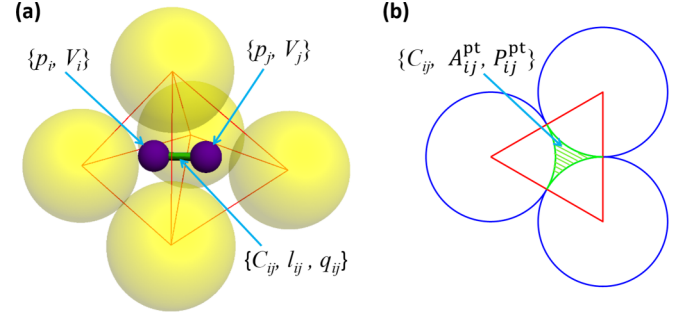 (a)
{p_i, V_i}
{p_j, V_j}
{C_ij, l_ij, q_ij}
(b)
{C_ij, A_ij^pt, P_ij^pt}